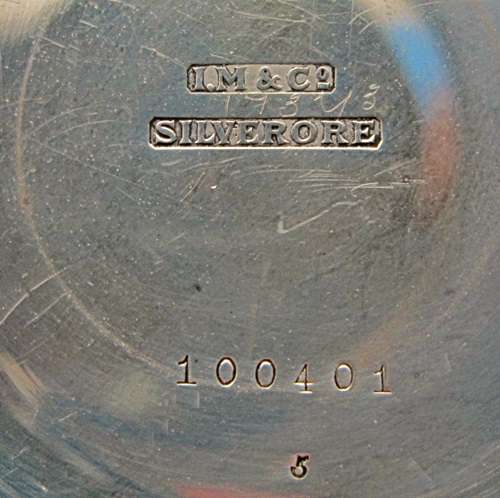 I.M & Cº
SILVERORE
100401
5